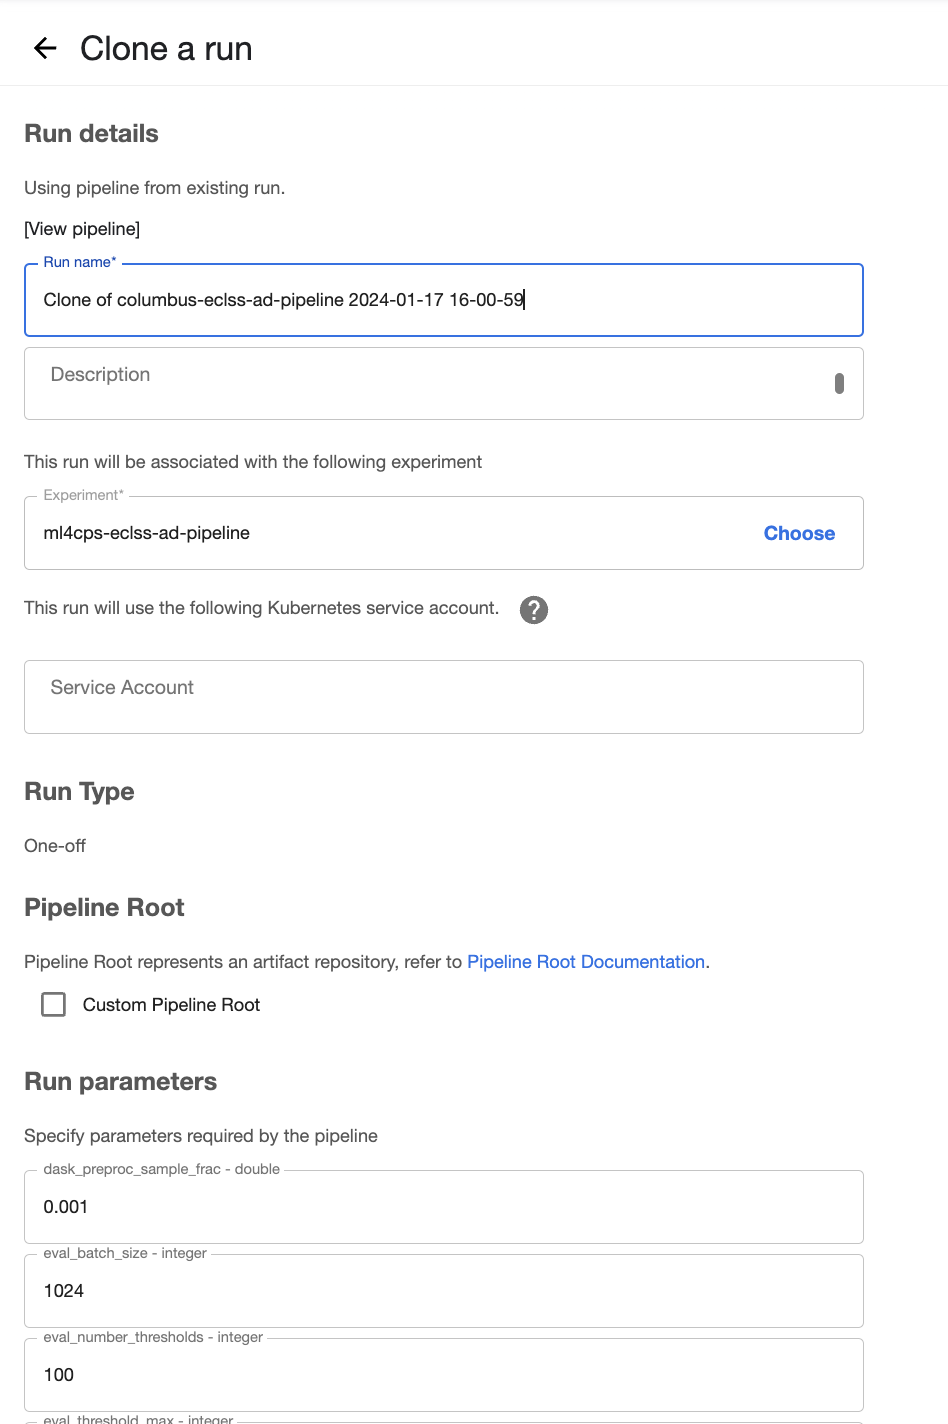 Clone a run
Run details
Using pipeline from existing run.
[View pipeline]
Run name*
Clone of columbus-eclss-ad-pipeline 2024-01-17 16-00-59
Description
This run will be associated with the following experiment
Experiment*
ml4cps-eclss-ad-pipeline
Choose
This run will use the following Kubernetes service account.
?
Service Account
Run Type
One-off
Pipeline Root
Pipeline Root represents an artifact repository, refer to Pipeline Root Documentation.
Custom Pipeline Root
Run parameters
Specify parameters required by the pipeline
dask_preproc_sample_frac - double
0.001
eval_batch_size - integer
1024
eval_number_thresholds - integer
100
eval_threshold_max - integer